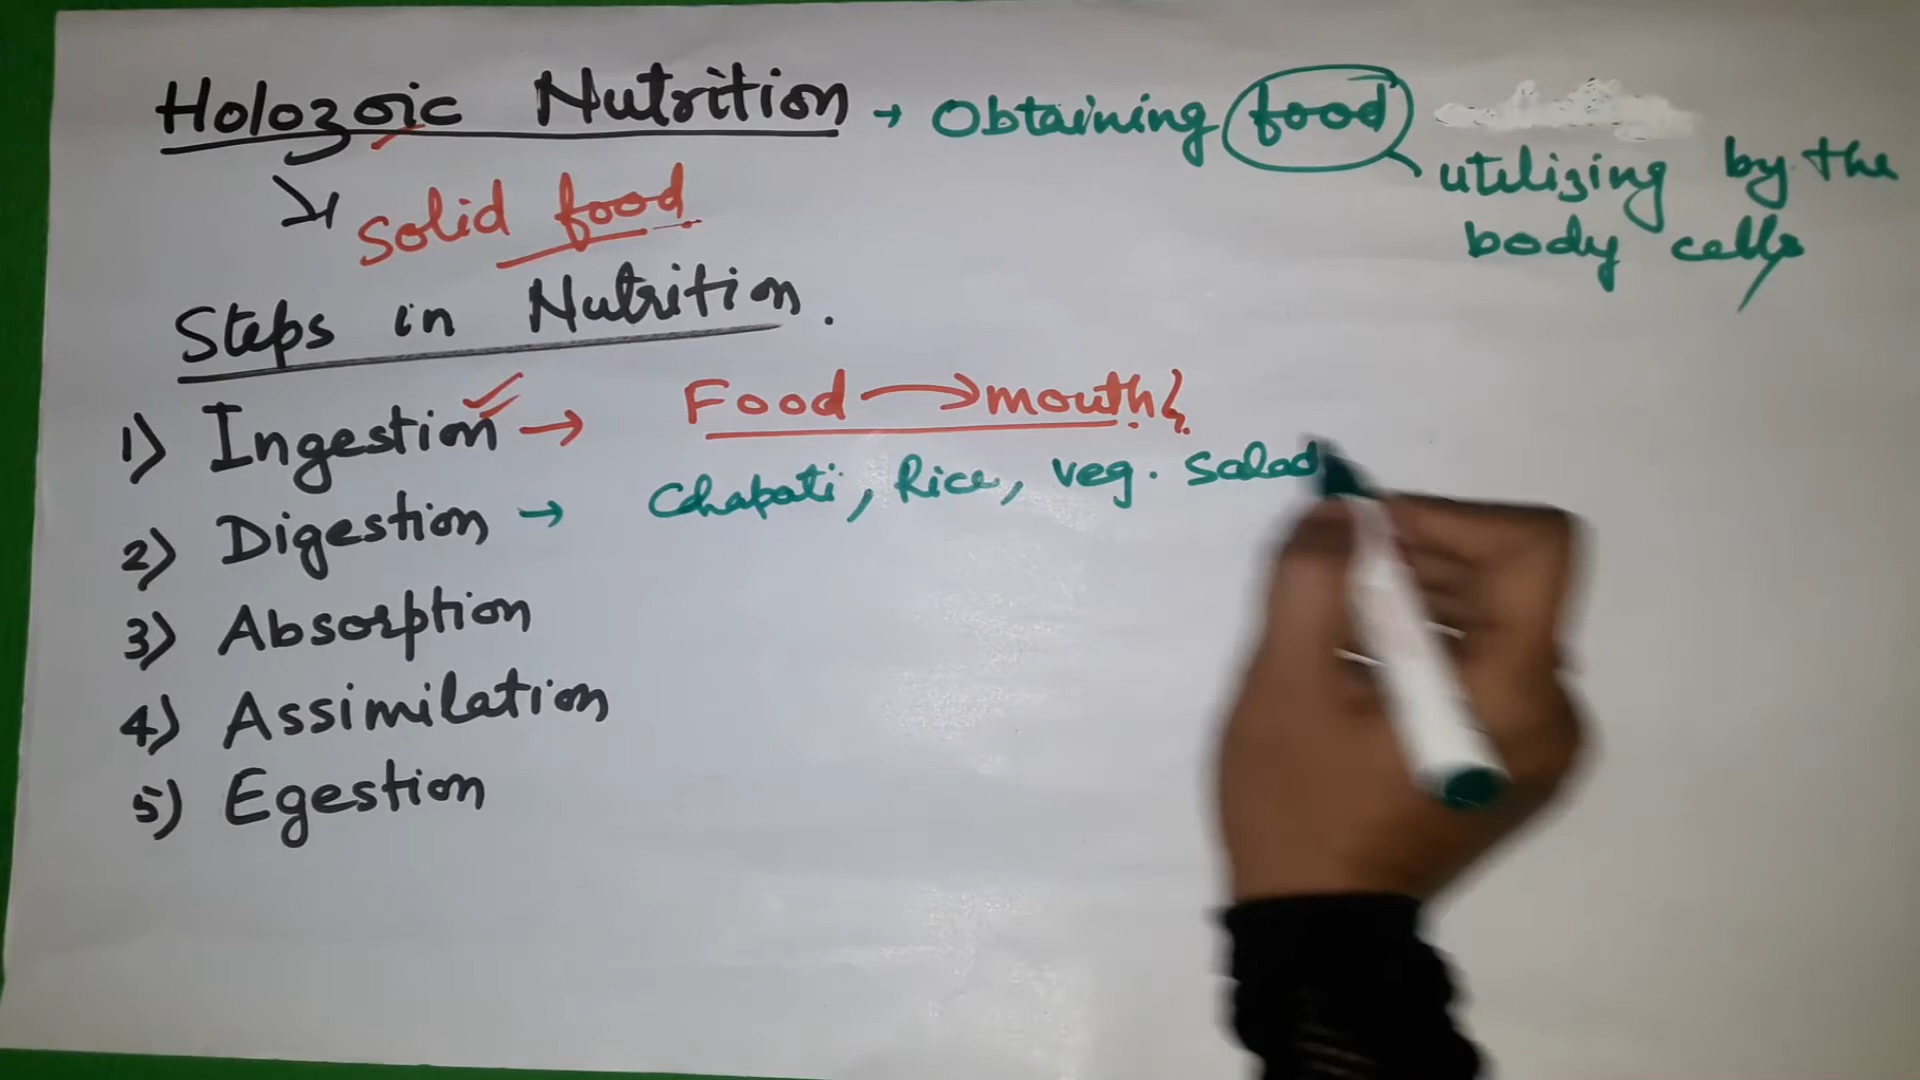 Holozoic Nutrition → Obtaining food
utilizing by the
body cells
solid food
Steps in Nutrition.
1) Ingestion → Food → mouth
2) Digestion → Chapati, Rice, veg. Salad
3) Absorption
4) Assimilation
5) Egestion